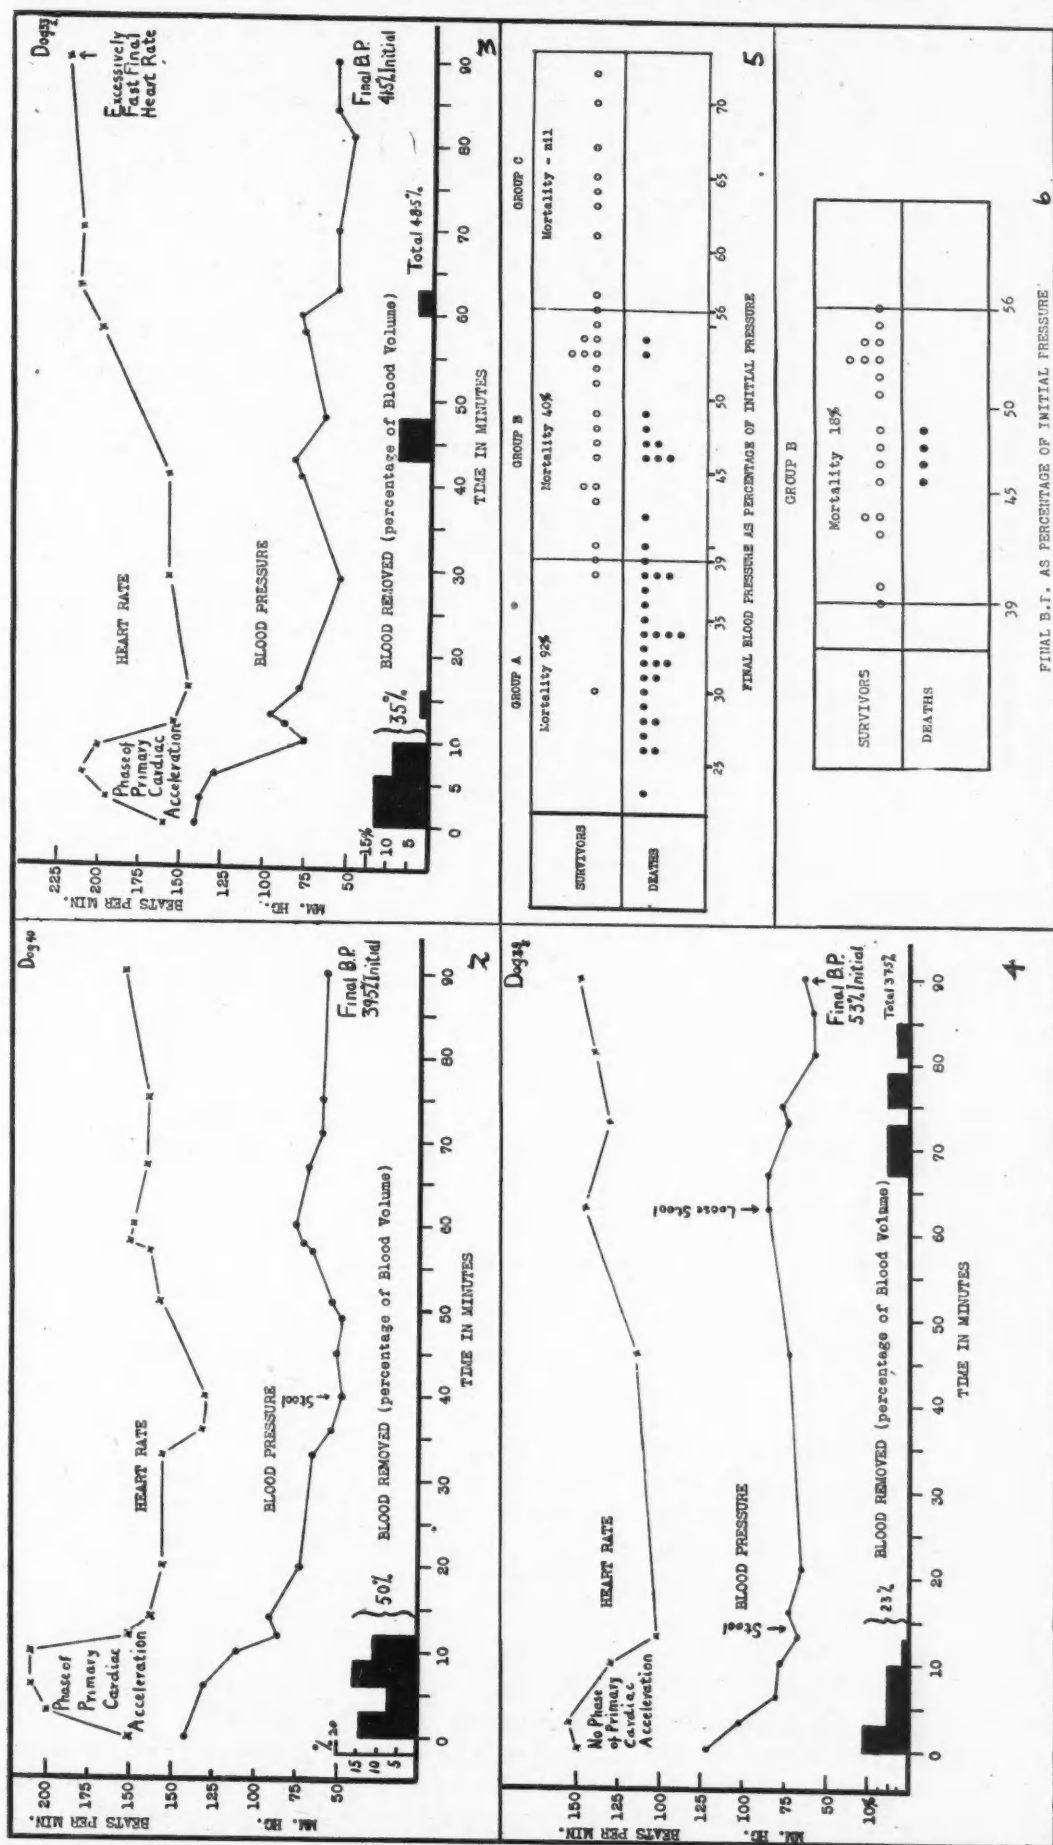 Dog 40
200
175
150
125
100
75
50
BEATS PER MIN.
MM. HG.
Phase of
Primary
Cardiac
Acceleration
HEART RATE
BLOOD PRESSURE
Stool
Final B.P.
39.5% Initial
% 20
15
10
5
50%
BLOOD REMOVED (percentage of Blood Volume)
0 10 20 30 40 50 60 70 80 90
TIME IN MINUTES
2
Dog 33
225
200
175
150
125
100
75
50
BEATS PER MIN.
MM. HG.
Phase of
Primary
Cardiac
Acceleration
HEART RATE
Excessively
Fast Final
Heart Rate
BLOOD PRESSURE
Final B.P.
41.5% Initial
15%
10
5
35%
BLOOD REMOVED (percentage of Blood Volume)
Total 48.5%
0 5 10 20 30 40 50 60 70 80 90
TIME IN MINUTES
3
150
125
100
75
50
BEATS PER MIN.
MM. HG.
No Phase
of Primary
Cardiac
Acceleration
HEART RATE
BLOOD PRESSURE
Stool
Loose Stool
Final B.P.
53% Initial
10%
23%
BLOOD REMOVED (percentage of Blood Volume)
Total 37.5%
0 10 20 30 40 50 60 70 80 90
TIME IN MINUTES
4
GROUP A GROUP B GROUP C
Mortality 92% Mortality 40% Mortality - nil
SURVIVORS
DEATHS
25 30 35 39 40 45 50 56 60 65 70
FINAL BLOOD PRESSURE AS PERCENTAGE OF INITIAL PRESSURE
5
GROUP B
Mortality 18%
SURVIVORS
DEATHS
39 45 50 56
FINAL B.P. AS PERCENTAGE OF INITIAL PRESSURE
6